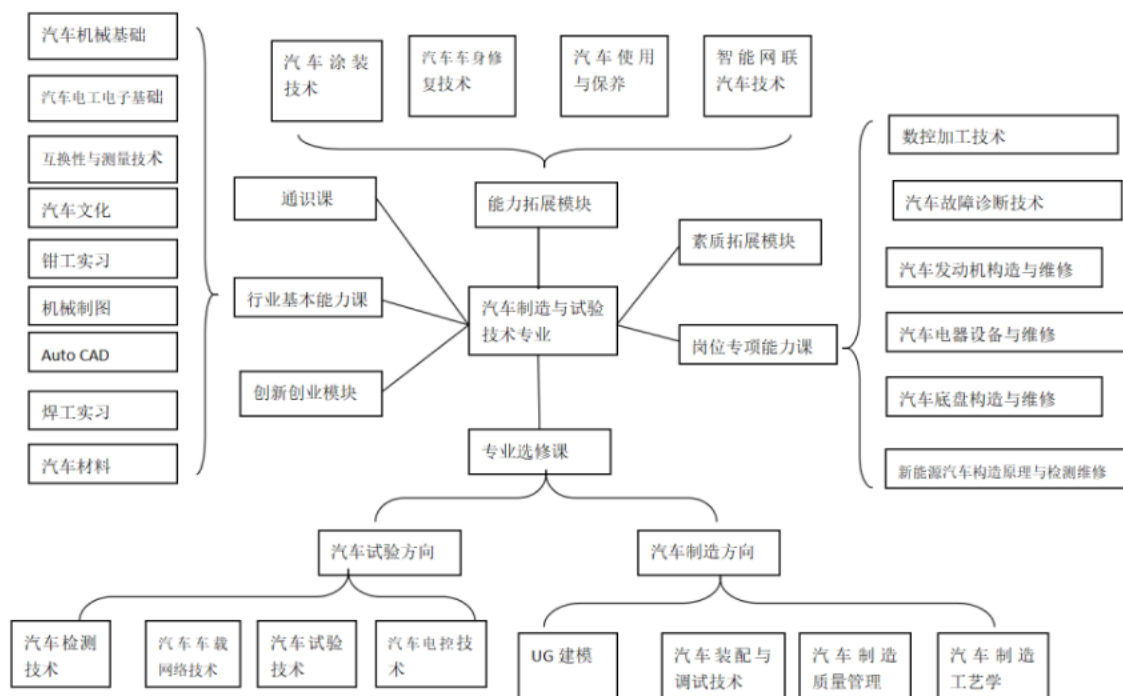 汽车机械基础
汽车电工电子基础
互换性与测量技术
汽车文化
钳工实习
机械制图
Auto CAD
焊工实习
汽车材料
汽车涂装
技术
汽车车身修
复技术
汽车使用
与保养
智能网联
汽车技术
通识课
行业基本能力课
创新创业模块
能力拓展模块
汽车制造与试验
技术专业
专业选修课
素质拓展模块
岗位专项能力课
数控加工技术
汽车故障诊断技术
汽车发动机构造与维修
汽车电器设备与维修
汽车底盘构造与维修
新能源汽车构造原理与检测维修
汽车试验方向
汽车制造方向
汽车检测
技术
汽车车载
网络技术
汽车试验
技术
汽车电控技
术
UG 建模
汽车装配与
调试技术
汽车制造
质量管理
汽车制造
工艺学